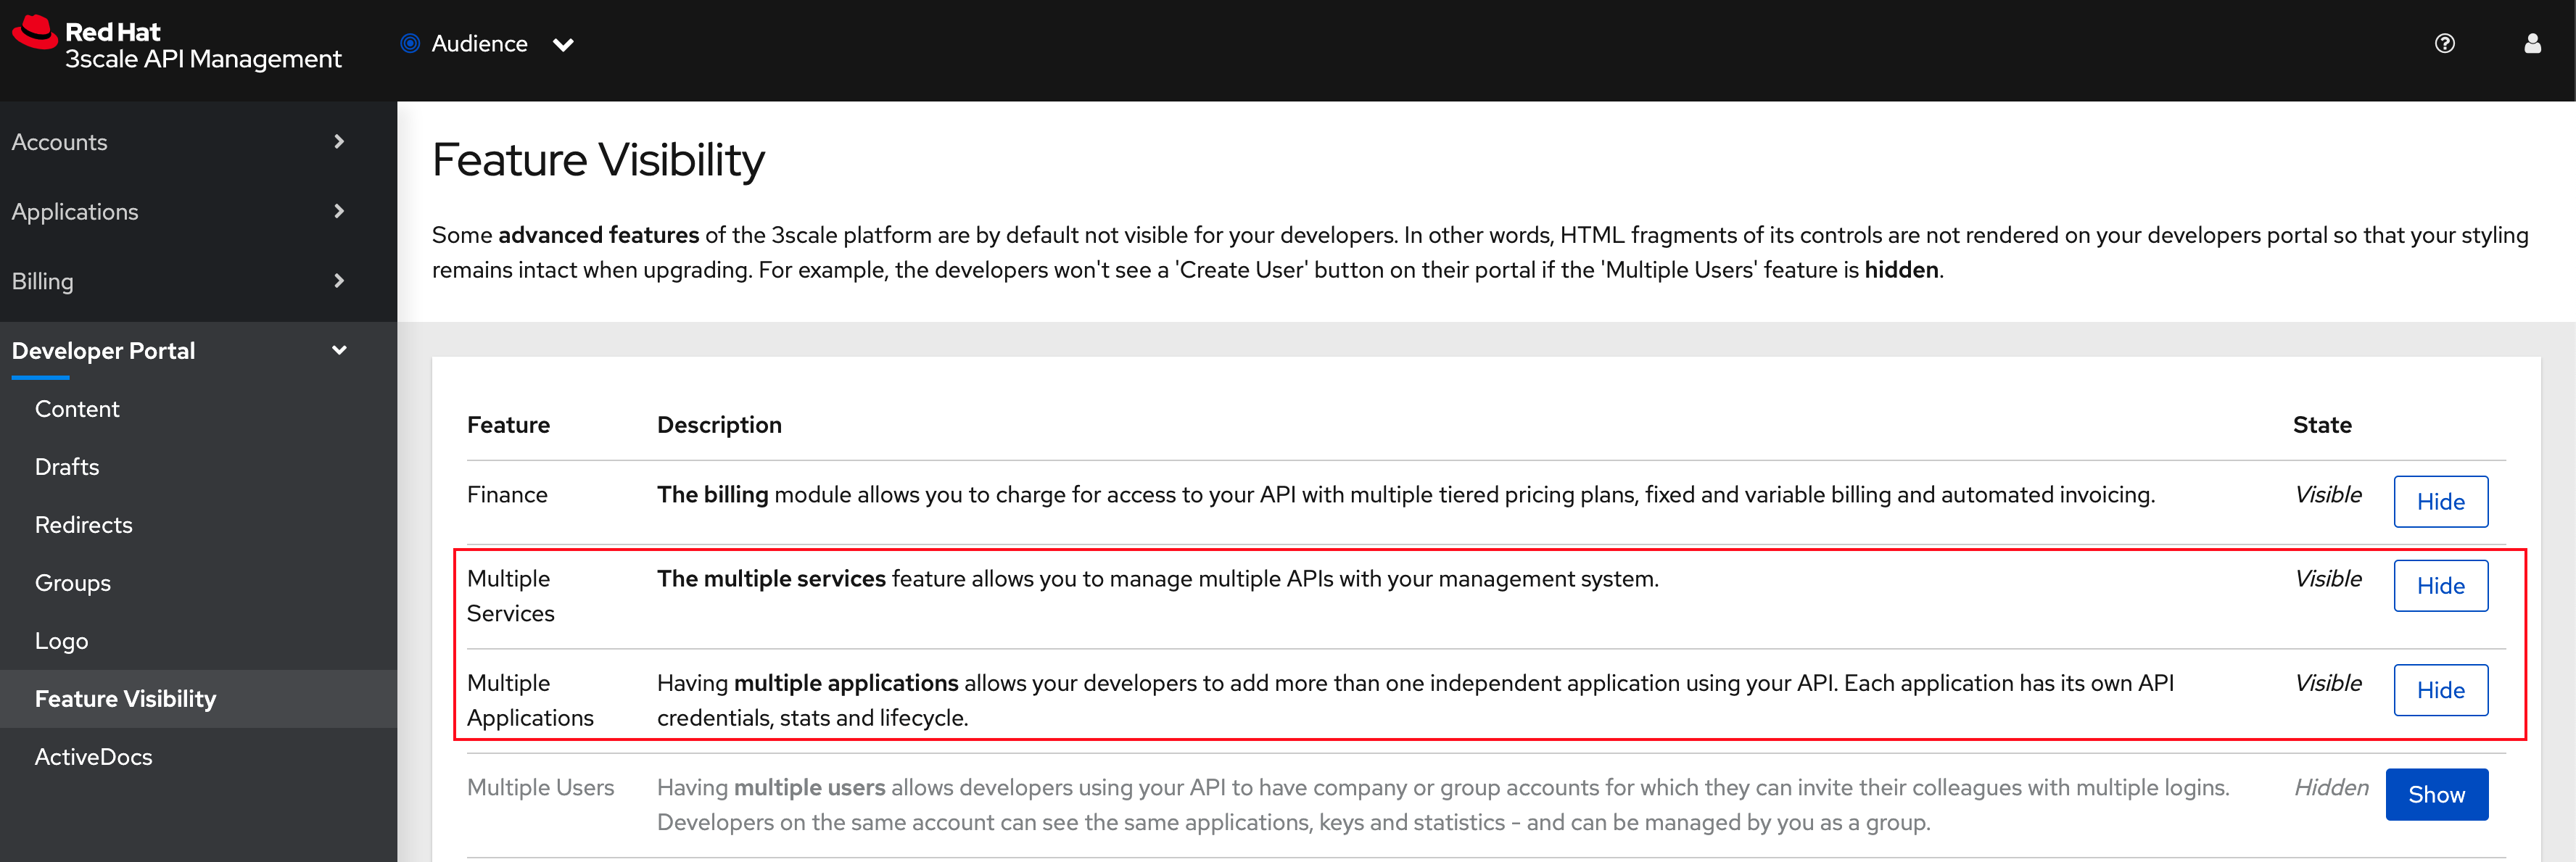 Red Hat
3scale API Management
Audience
Accounts
Applications
Billing
Developer Portal
Content
Drafts
Redirects
Groups
Logo
Feature Visibility
ActiveDocs
Feature Visibility
Some advanced features of the 3scale platform are by default not visible for your developers. In other words, HTML fragments of its controls are not rendered on your developers portal so that your styling
remains intact when upgrading. For example, the developers won't see a 'Create User' button on their portal if the 'Multiple Users' feature is hidden.
Feature Description State
Finance The billing module allows you to charge for access to your API with multiple tiered pricing plans, fixed and variable billing and automated invoicing. Visible Hide
Multiple The multiple services feature allows you to manage multiple APIs with your management system. Visible Hide
Services
Multiple Having multiple applications allows your developers to add more than one independent application using your API. Each application has its own API Visible Hide
Applications credentials, stats and lifecycle.
Multiple Users Having multiple users allows developers using your API to have company or group accounts for which they can invite their colleagues with multiple logins. Hidden Show
Developers on the same account can see the same applications, keys and statistics - and can be managed by you as a group.